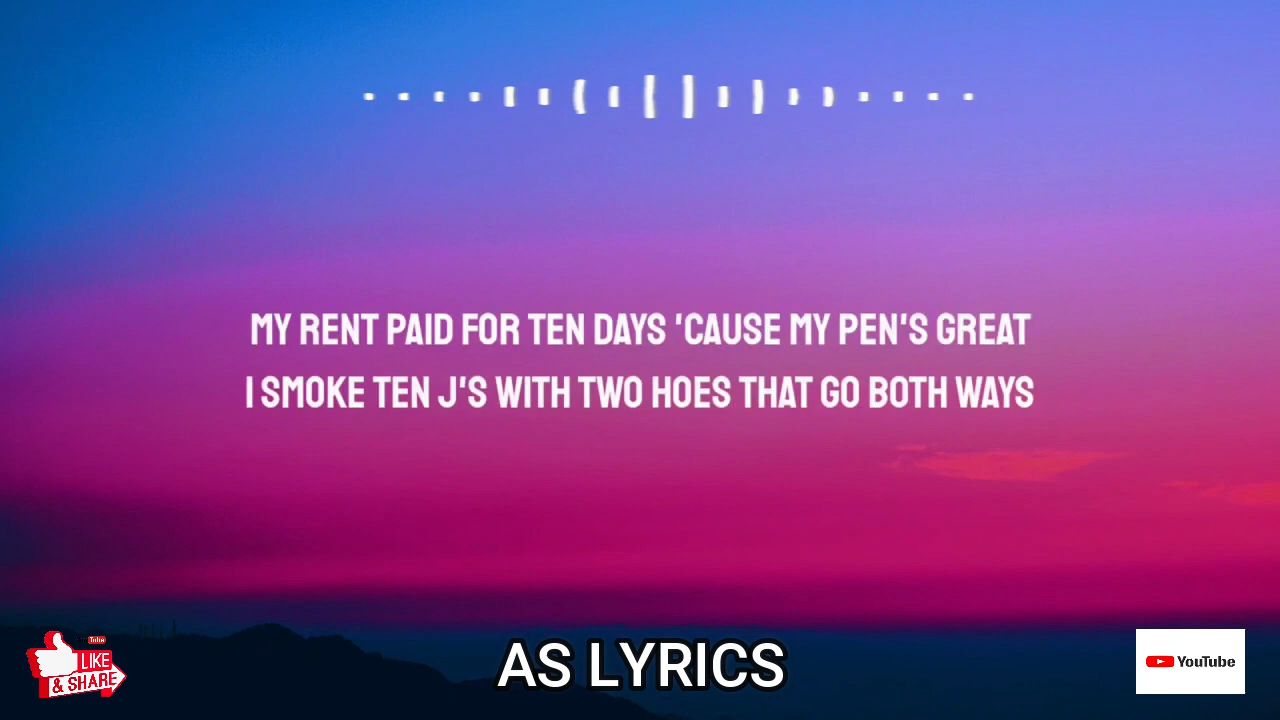 MY RENT PAID FOR TEN DAYS 'CAUSE MY PEN'S GREAT
I SMOKE TEN J'S WITH TWO HOES THAT GO BOTH WAYS
Tube
LIKE
& SHARE
AS LYRICS
YouTube